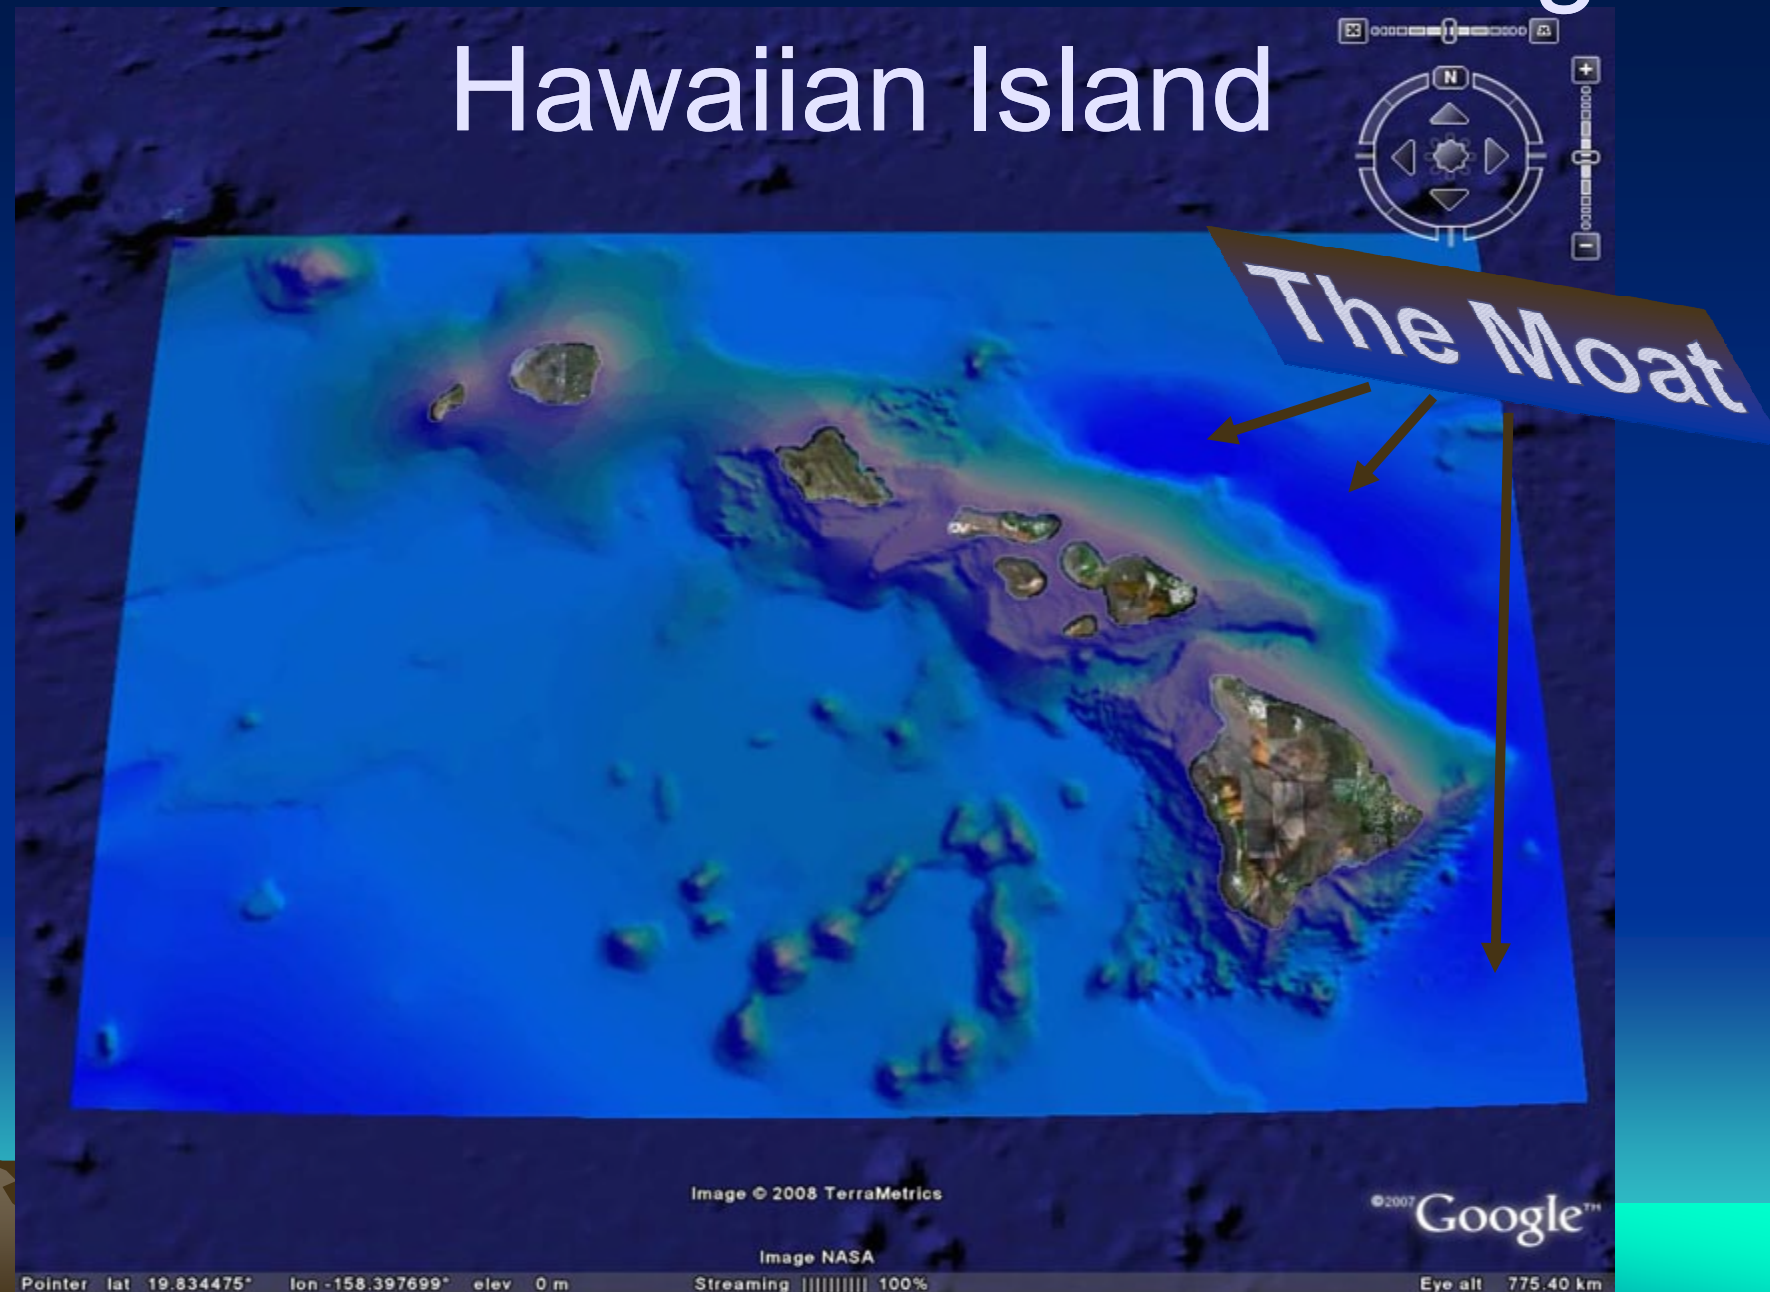 Hawaiian Island
N
The Moat
Image © 2008 TerraMetrics
©2007 Google™
Image NASA
Pointer lat 19.834475° lon -158.397699° elev 0 m Streaming |||||||||| 100% Eye alt 775.40 km